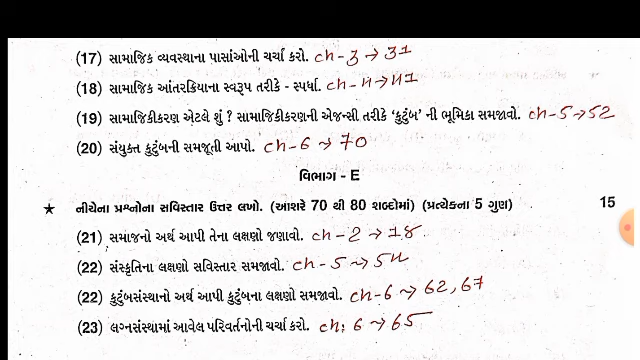 (17) સામાજિક વ્યવસ્થાના પાસાંઓની ચર્ચા કરો. ch-3→31
(18) સામાજિક આંતરક્રિયાના સ્વરૂપ તરીકે - સ્પર્ધા. ch-4→41
(19) સામાજિકીકરણ એટલે શું ? સામાજિકીકરણની એજન્સી તરીકે ‘કુટુંબ’ ની ભૂમિકા સમજાવો. ch-5→52
(20) સંયુક્ત કુટુંબની સમજૂતી આપો. ch-6→70
વિભાગ - E
★ નીચેના પ્રશ્નોના સવિસ્તાર ઉત્તર લખો. (આશરે 70 થી 80 શબ્દોમાં) (પ્રત્યેકના 5 ગુણ) 15
(21) સમાજનો અર્થ આપી તેના લક્ષણો જણાવો. ch-2→18
(22) સંસ્કૃતિના લક્ષણો સવિસ્તર સમજાવો. ch-5→54
(22) કુટુંબસંસ્થાનો અર્થ આપી કુટુંબના લક્ષણો સમજાવો. ch-6→62,67
(23) લગ્નસંસ્થામાં આવેલ પરિવર્તનોની ચર્ચા કરો. ch: 6→65